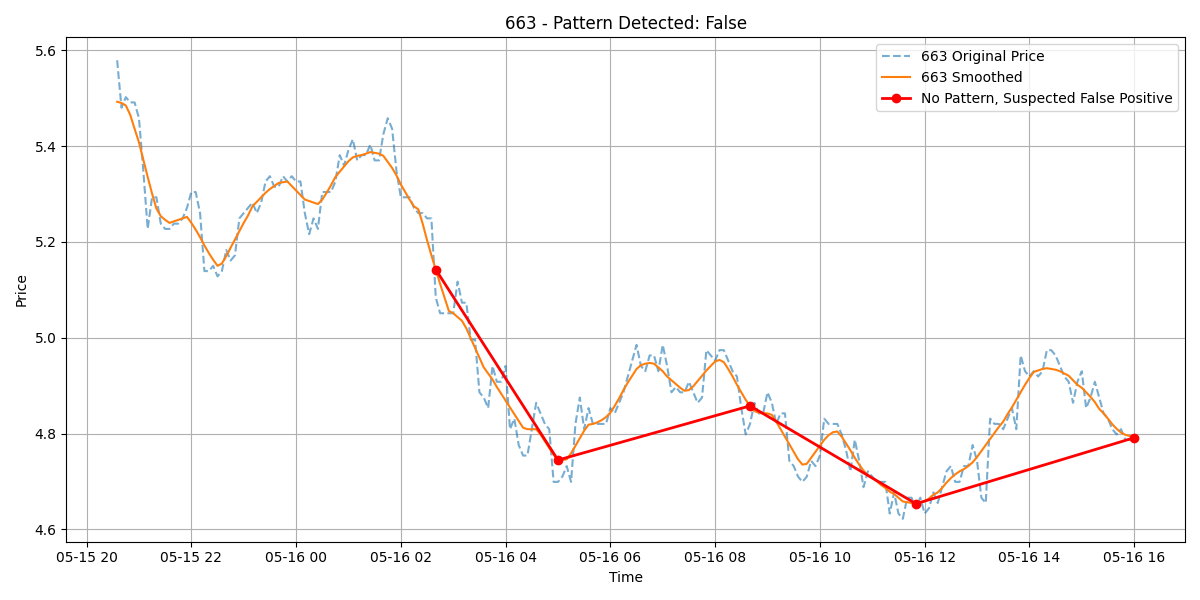 663 - Pattern Detected: False
663 Original Price
663 Smoothed
No Pattern, Suspected False Positive
Price
5.6
5.4
5.2
5.0
4.8
4.6
05-15 20 05-15 22 05-16 00 05-16 02 05-16 04 05-16 06 05-16 08 05-16 10 05-16 12 05-16 14 05-16 16
Time